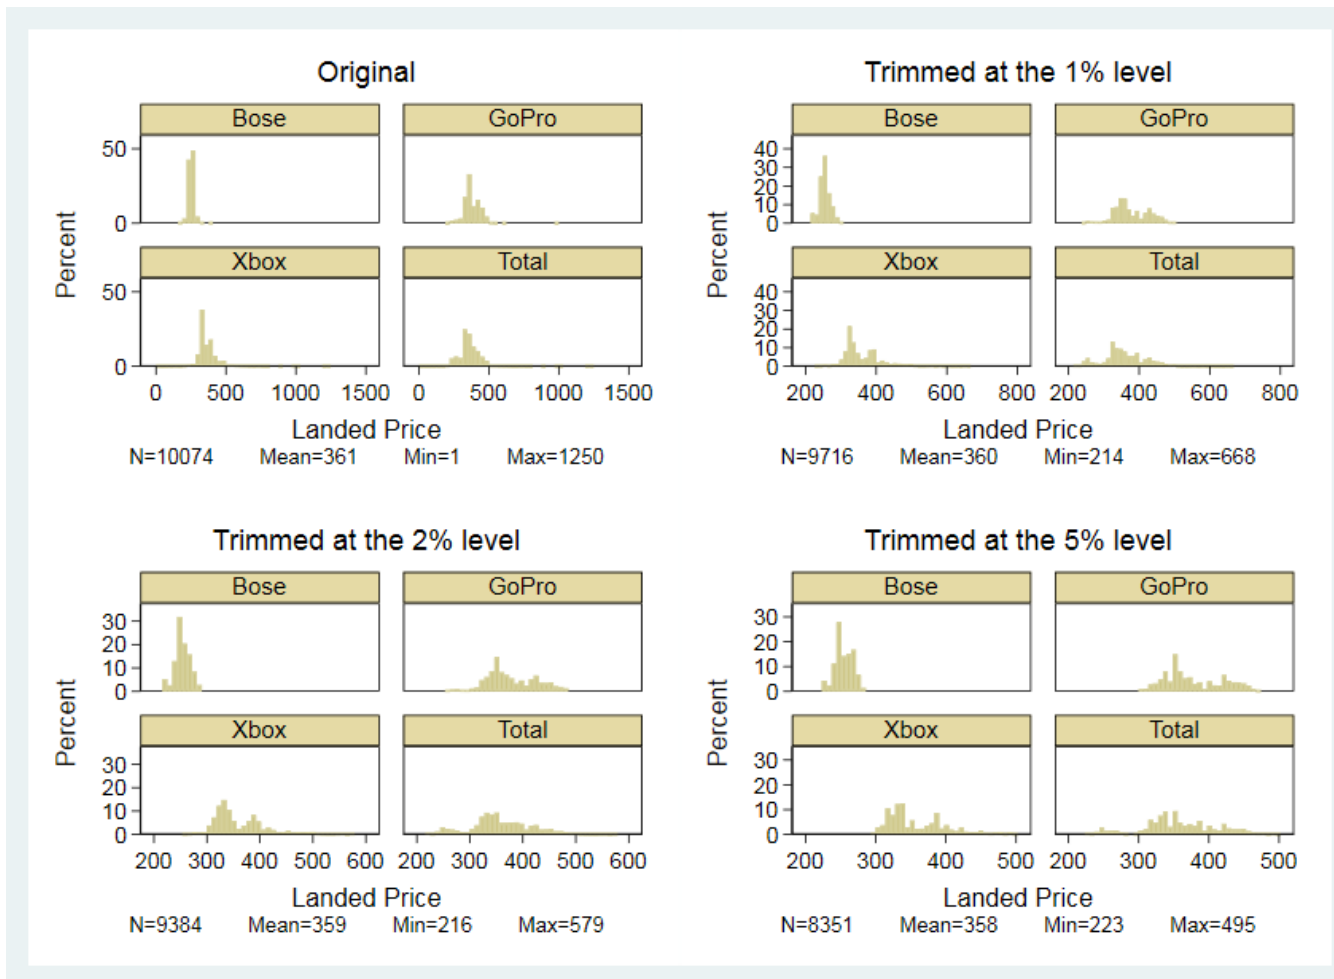 Original
Bose GoPro
50
0
Xbox Total
50
0
0 500 1000 1500 0 500 1000 1500
Percent
Landed Price
N=10074 Mean=361 Min=1 Max=1250
Trimmed at the 1% level
Bose GoPro
40
30
20
10
0
Xbox Total
40
30
20
10
0
200 400 600 800 200 400 600 800
Percent
Landed Price
N=9716 Mean=360 Min=214 Max=668
Trimmed at the 2% level
Bose GoPro
30
20
10
0
Xbox Total
30
20
10
0
200 300 400 500 600 200 300 400 500 600
Percent
Landed Price
N=9384 Mean=359 Min=216 Max=579
Trimmed at the 5% level
Bose GoPro
30
20
10
0
Xbox Total
30
20
10
0
200 300 400 500 200 300 400 500
Percent
Landed Price
N=8351 Mean=358 Min=223 Max=495